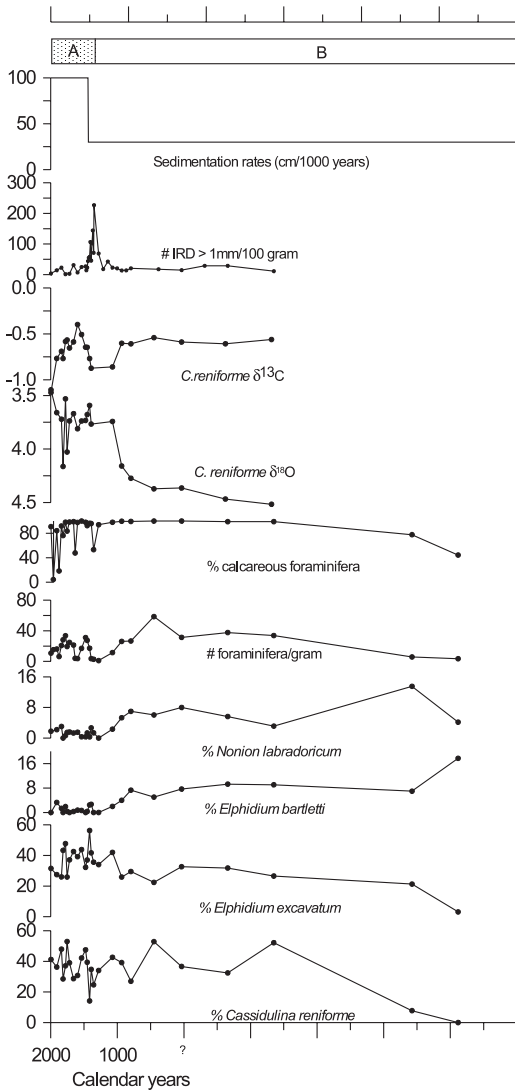 A B
100
50
0
Sedimentation rates (cm/1000 years)
300
200
100
0
# IRD > 1mm/100 gram
0.0
-0.5
-1.0
C.reniforme δ13C
3.5
4.0
4.5
C. reniforme δ18O
80
40
0
% calcareous foraminifera
80
40
0
# foraminifera/gram
16
8
0
% Nonion labradoricum
16
8
0
% Elphidium bartletti
60
40
20
0
% Elphidium excavatum
60
40
20
0
% Cassidulina reniforme
2000 1000 ?
Calendar years